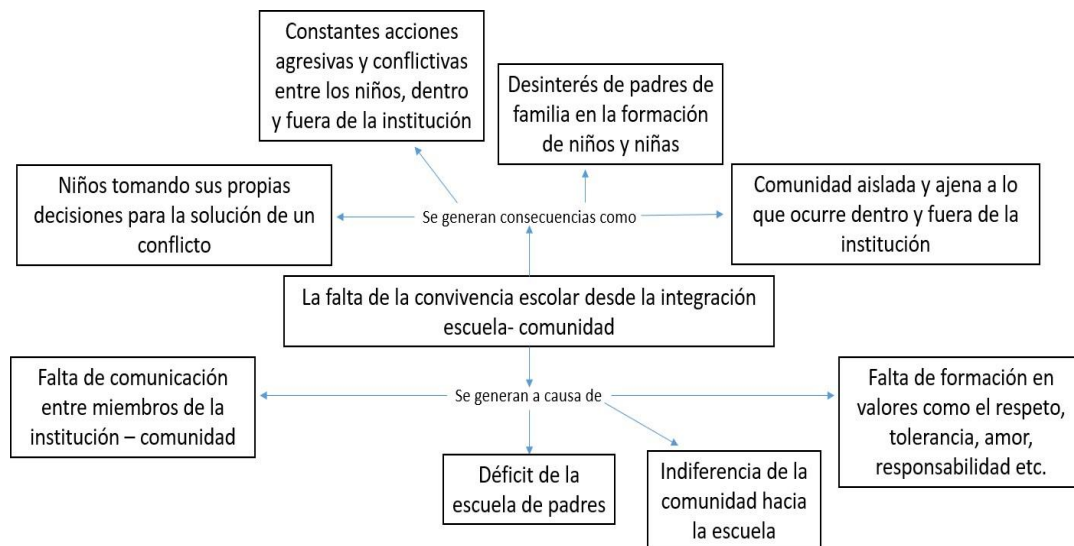 Constantes acciones
agresivas y conflictivas
entre los niños, dentro
y fuera de la institución
Desinterés de padres de
familia en la formación
de niños y niñas
Niños tomando sus propias
decisiones para la solución de un
conflicto
Se generan consecuencias como
Comunidad aislada y ajena a lo
que ocurre dentro y fuera de la
institución
La falta de la convivencia escolar desde la integración
escuela- comunidad
Falta de comunicación
entre miembros de la
institución – comunidad
Se generan a causa de
Falta de formación en
valores como el respeto,
tolerancia, amor,
responsabilidad etc.
Déficit de la
escuela de padres
Indiferencia de la
comunidad hacia
la escuela